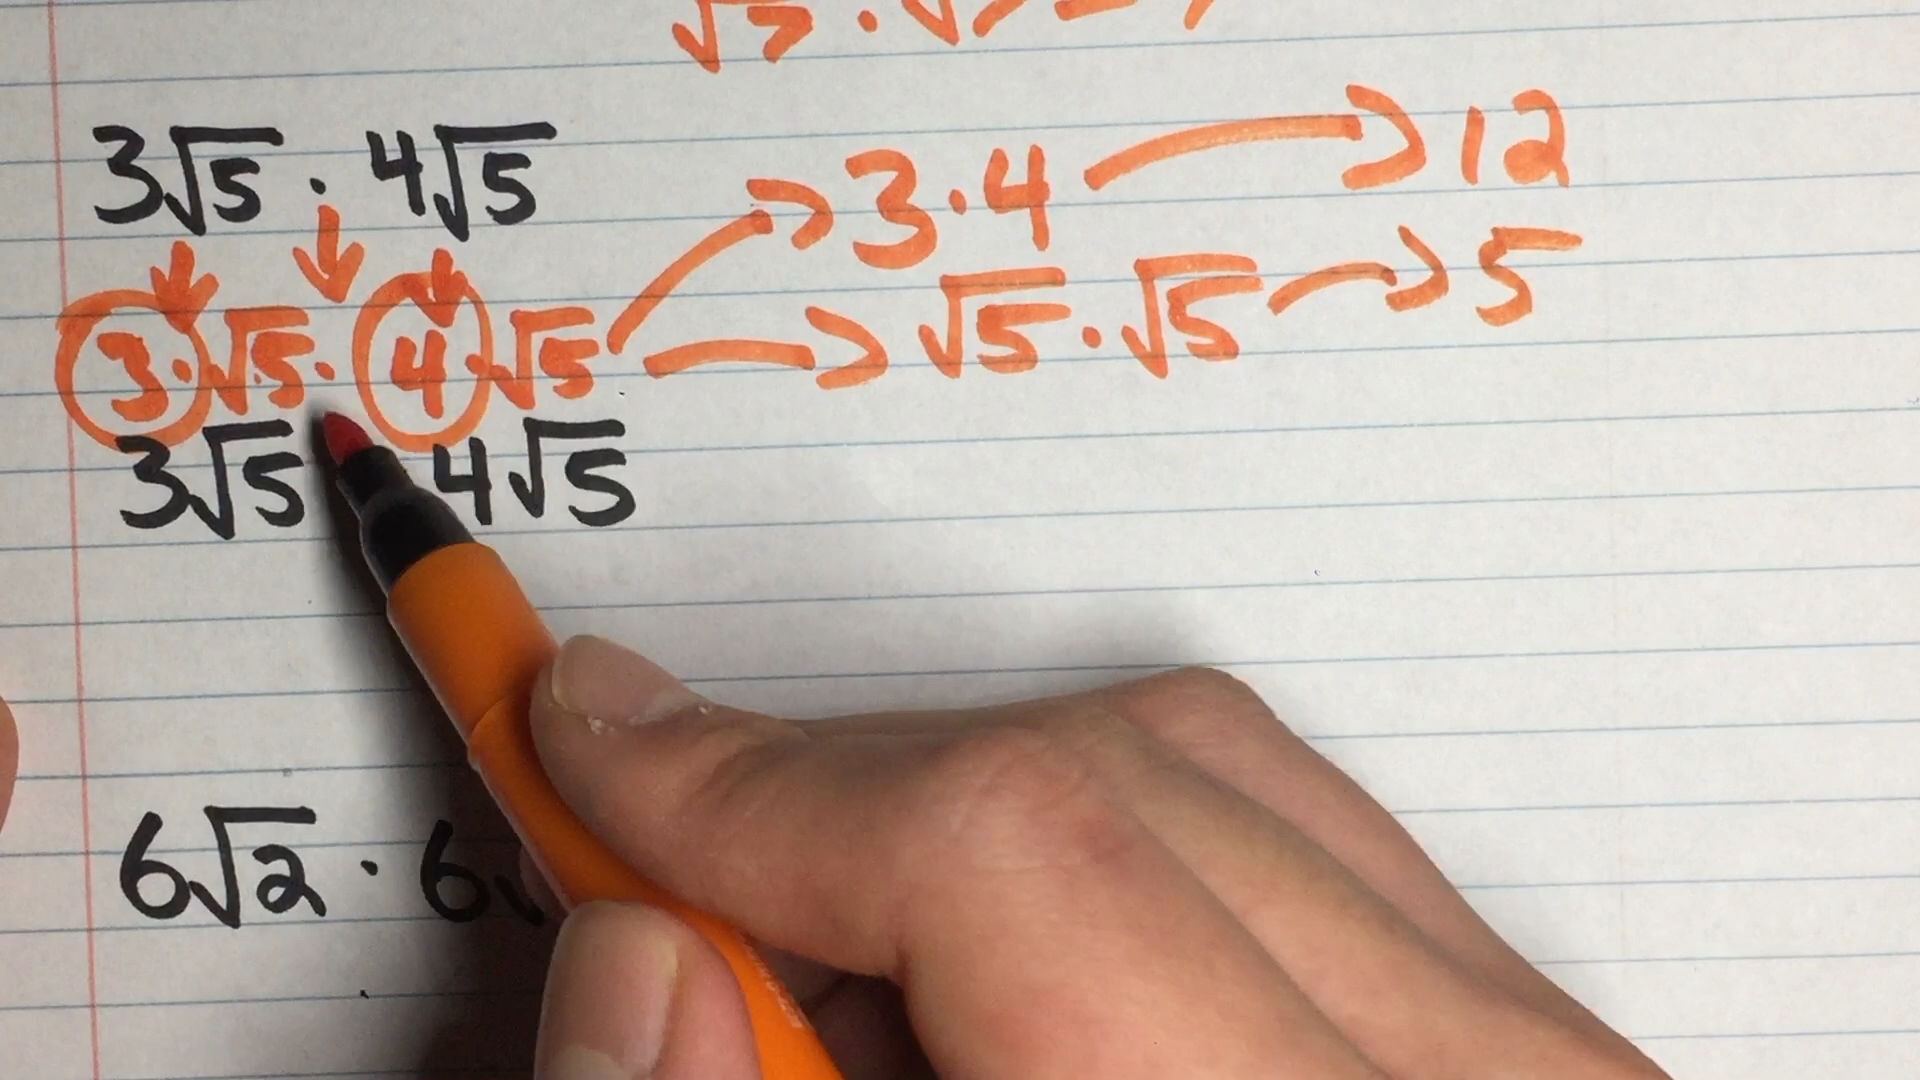 3√5 · 4√5
3·√5·4·√5
3·4 → 12
√5·√5 → 5
3√5 4√5
6√2 · 6√